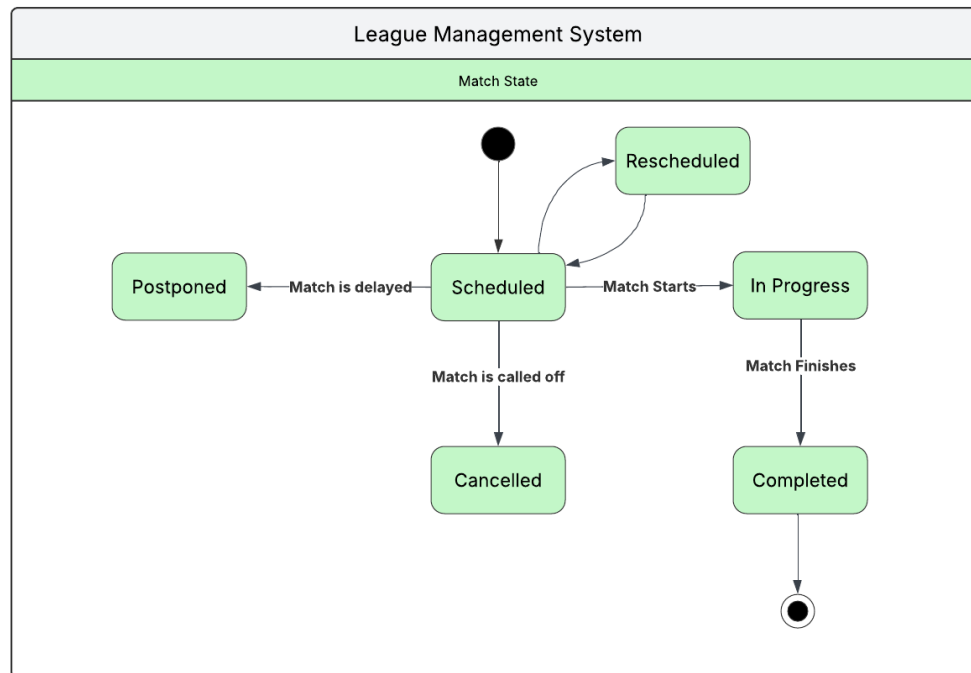 League Management System
Match State
Rescheduled
Postponed
Match is delayed
Scheduled
Match Starts
In Progress
Match is called off
Match Finishes
Cancelled
Completed